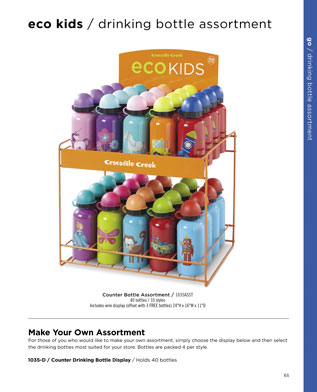 eco kids / drinking bottle assortment
go / drinking bottle assortment
Crocodile Creek
eco KIDS
Crocodile Creek
Counter Bottle Assortment / 1035ASST
40 bottles / 10 styles
Includes wire display (offset with 3 FREE bottles) 24"H x 16"W x 11"D
Make Your Own Assortment
For those of you who would like to make your own assortment, simply choose the display below and then select
the drinking bottles most suited for your store. Bottles are packed 4 per style.
1035-D / Counter Drinking Bottle Display / Holds 40 bottles
65